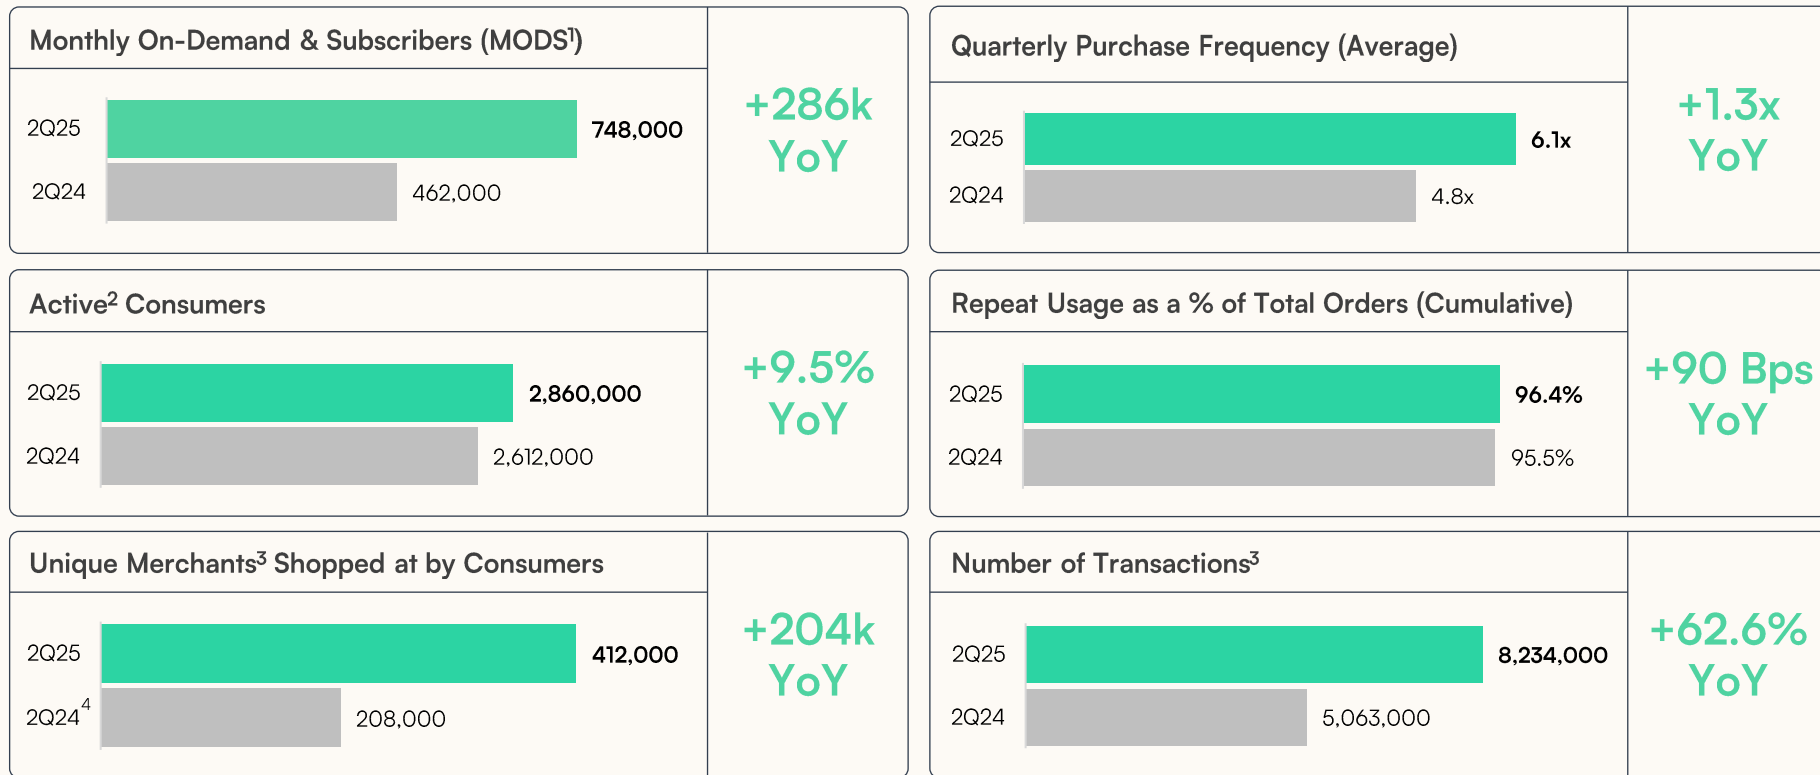 Monthly On-Demand & Subscribers (MODS¹)
2Q25
748,000
2Q24
462,000
+286k
YoY
Quarterly Purchase Frequency (Average)
2Q25
6.1x
2Q24
4.8x
+1.3x
YoY
Active² Consumers
2Q25
2,860,000
2Q24
2,612,000
+9.5%
YoY
Repeat Usage as a % of Total Orders (Cumulative)
2Q25
96.4%
2Q24
95.5%
+90 Bps
YoY
Unique Merchants³ Shopped at by Consumers
2Q25
412,000
2Q24⁴
208,000
+204k
YoY
Number of Transactions³
2Q25
8,234,000
2Q24
5,063,000
+62.6%
YoY